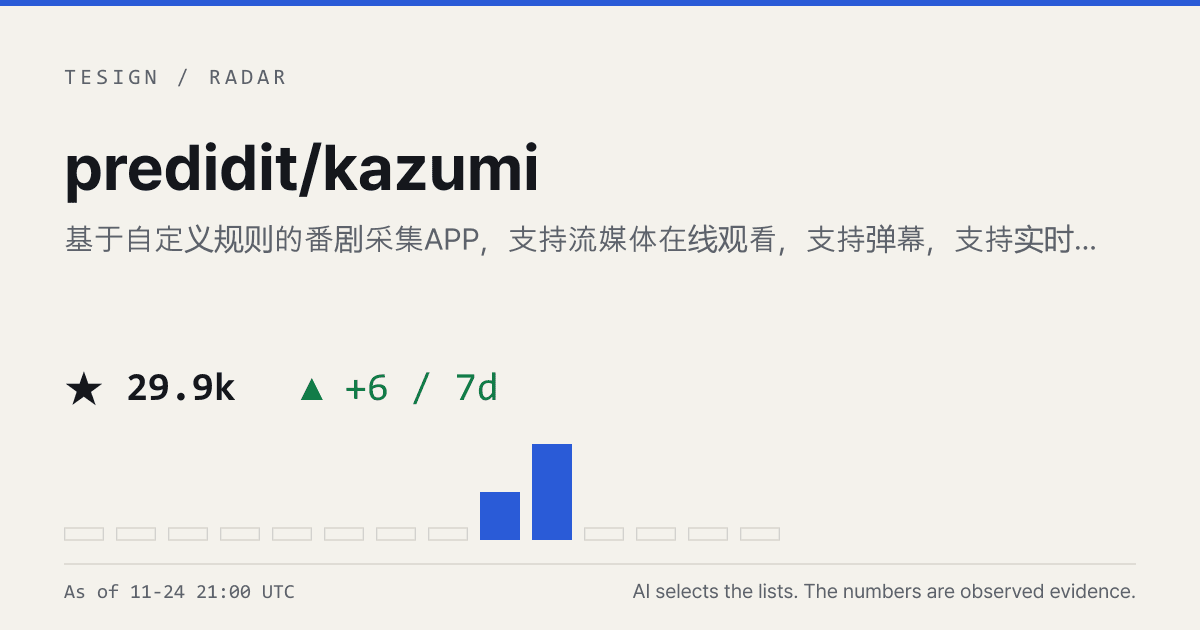 TESIGN / RADAR
predidit/kazumi
基于自定义规则的番剧采集APP，支持流媒体在线观看，支持弹幕，支持实时...
★ 29.9k ▲ +6 / 7d
As of 11-24 21:00 UTC
AI selects the lists. The numbers are observed evidence.